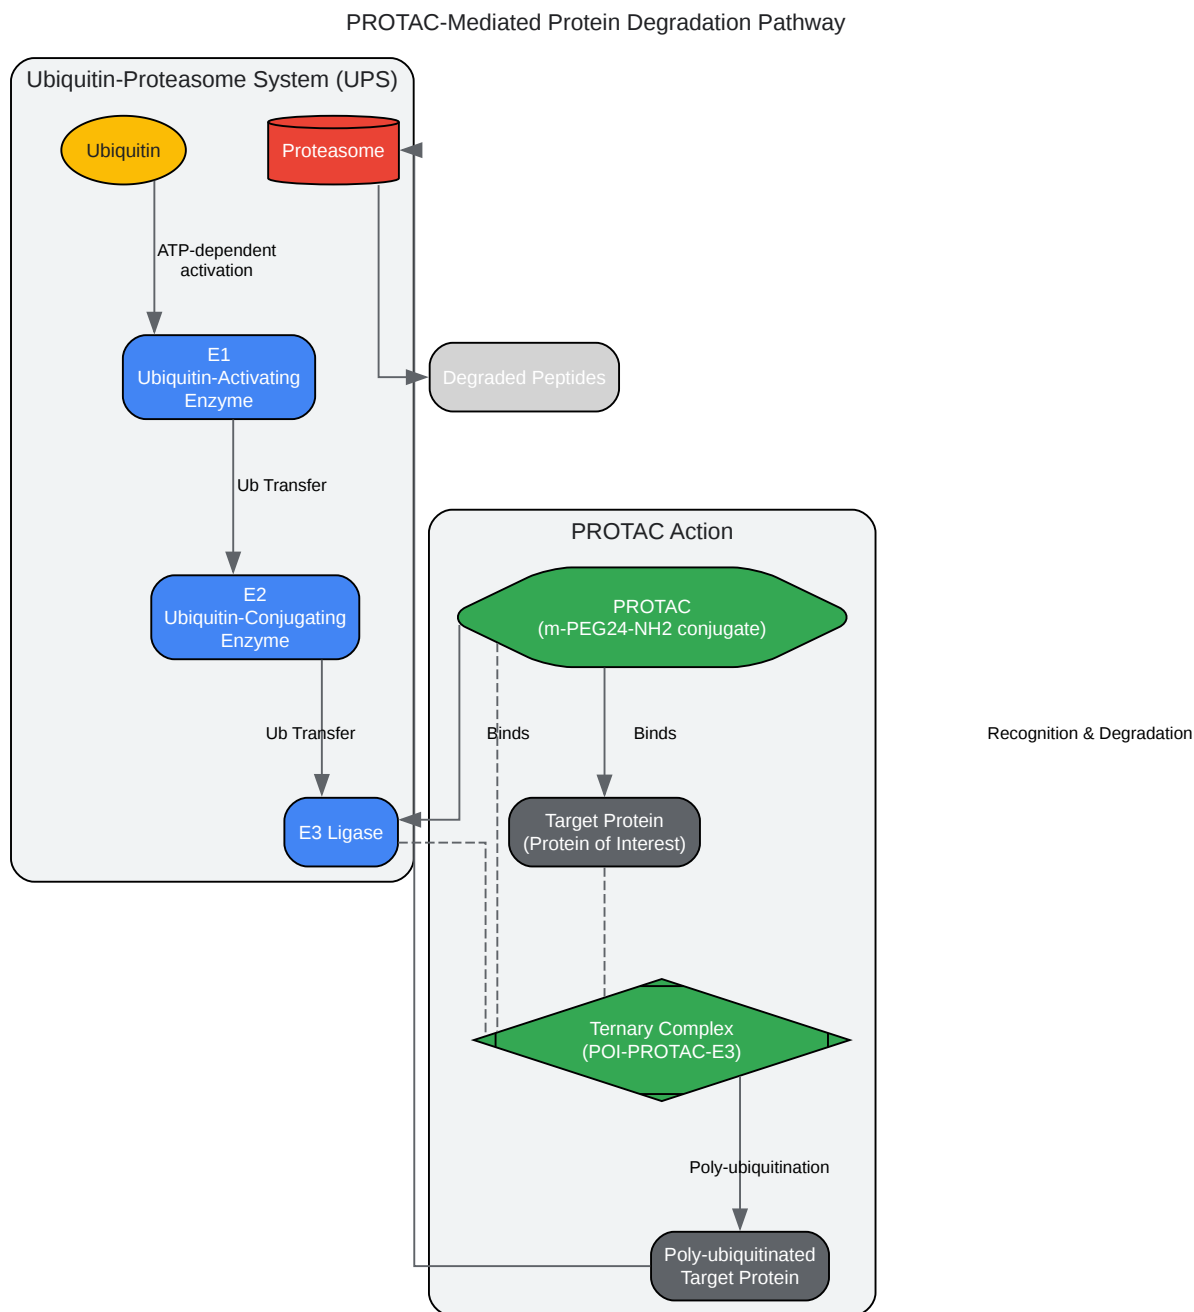 PROTAC-Mediated Protein Degradation Pathway
Ubiquitin-Proteasome System (UPS)
Ubiquitin
Proteasome
ATP-dependent
activation
E1
Ubiquitin-Activating
Enzyme
Degraded Peptides
Ub Transfer
PROTAC Action
E2
Ubiquitin-Conjugating
Enzyme
PROTAC
(m-PEG24-NH2 conjugate)
Ub Transfer
Binds
Binds
Recognition & Degradation
E3 Ligase
Target Protein
(Protein of Interest)
Ternary Complex
(POI-PROTAC-E3)
Poly-ubiquitination
Poly-ubiquitinated
Target Protein